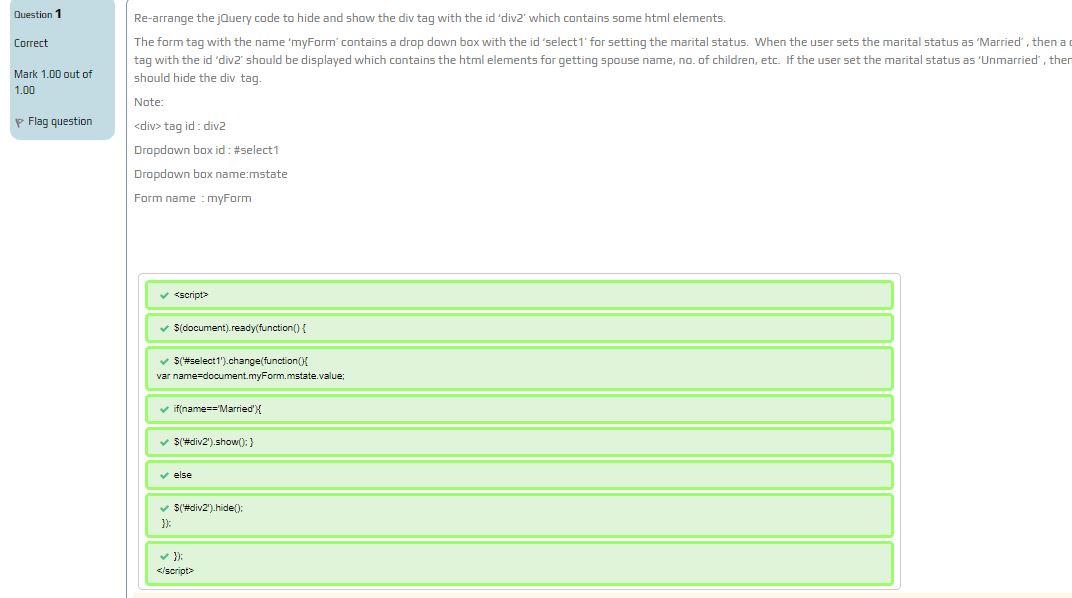 Question 1
Correct
Mark 1.00 out of
1.00
Flag question
Re-arrange the jQuery code to hide and show the div tag with the id ‘div2’ which contains some html elements.
The form tag with the name ‘myForm’ contains a drop down box with the id ‘select1’ for setting the marital status.  When the user sets the marital status as ‘Married’ , then a
tag with the id ‘div2’ should be displayed which contains the html elements for getting spouse name, no. of children, etc.  If the user set the marital status as ‘Unmarried’ , then
should hide the div  tag.
Note:
<div> tag id : div2
Dropdown box id : #select1
Dropdown box name:mstate
Form name  : myForm
<script>
$(document).ready(function() {
$('#select1').change(function(){
var name=document.myForm.mstate.value;
if(name=='Married'){
$('#div2').show(); }
else
$('#div2').hide();
});
});
</script>